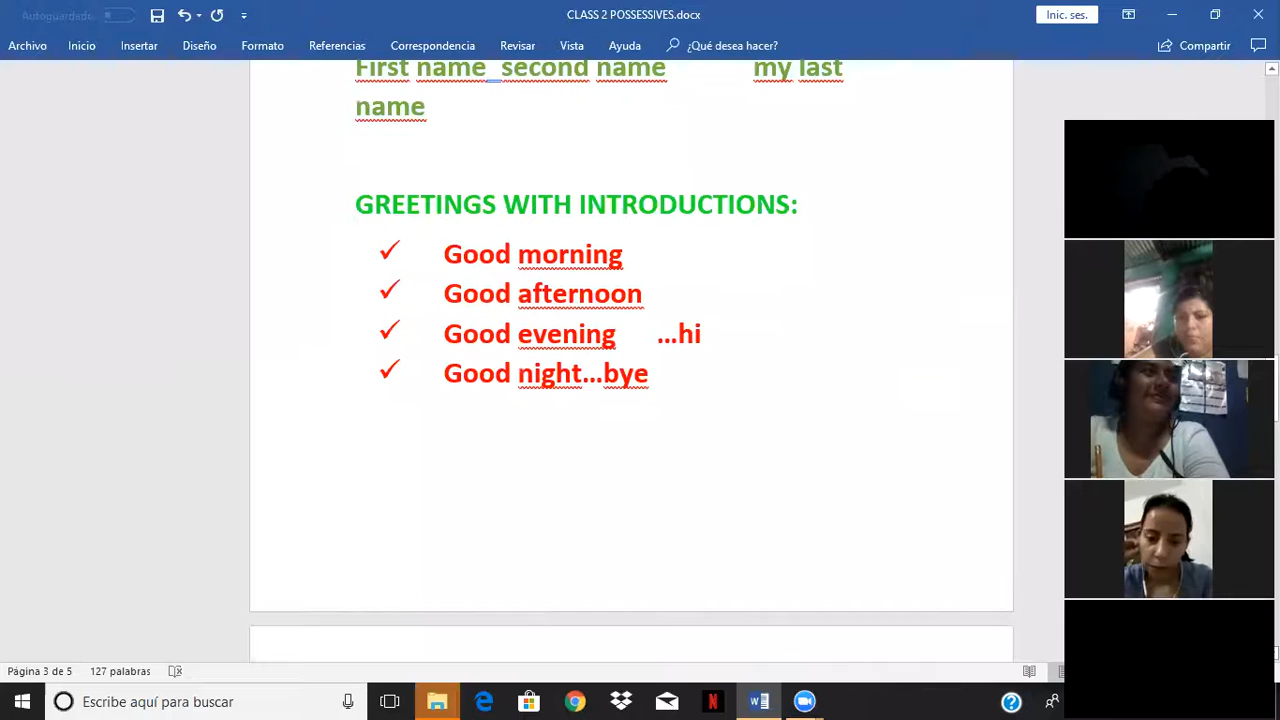 Autoguardado
CLASS 2 POSSESSIVES.docx
Inic. ses.
Archivo Inicio Insertar Diseño Formato Referencias Correspondencia Revisar Vista Ayuda ¿Qué desea hacer? Compartir
First name second name my last
name
GREETINGS WITH INTRODUCTIONS:
✓ Good morning
✓ Good afternoon
✓ Good evening ...hi
✓ Good night...bye
Página 3 de 5 127 palabras
Escribe aquí para buscar